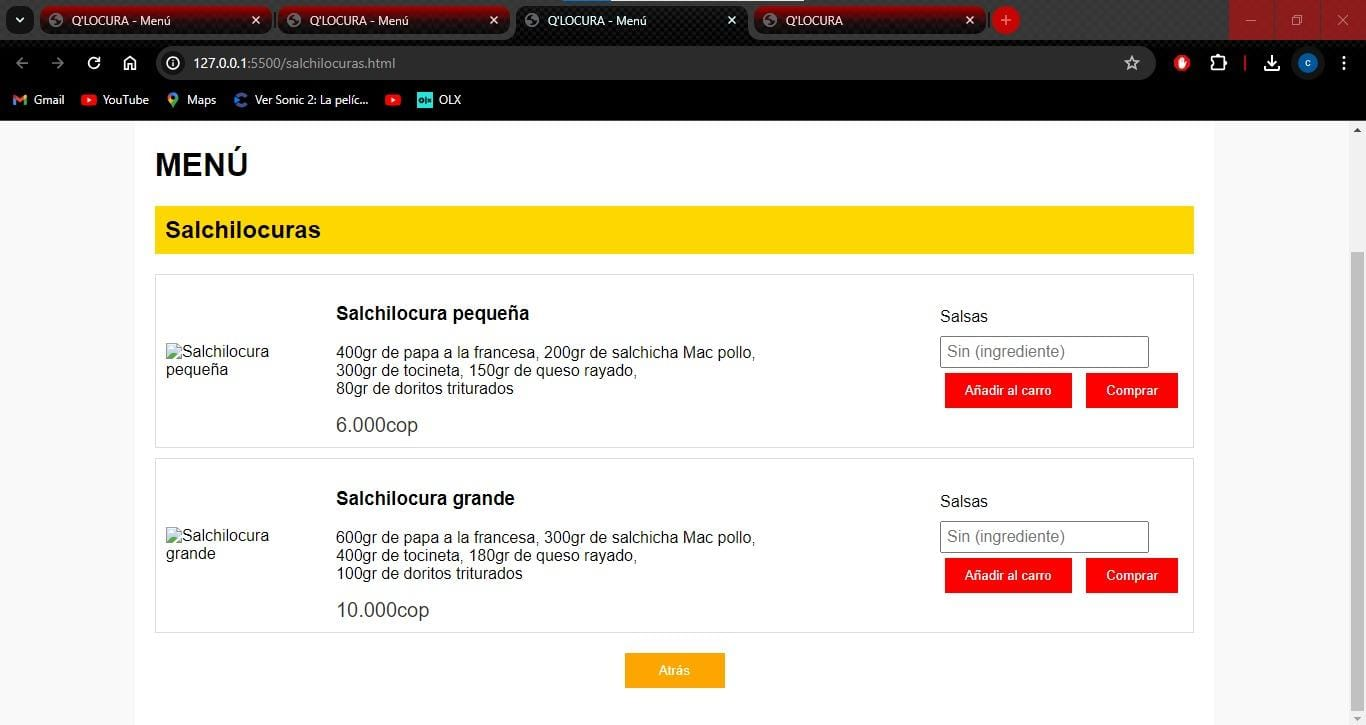 Q'LOCURA - Menú
Q'LOCURA - Menú
Q'LOCURA - Menú
Q'LOCURA
127.0.0.1:5500/salchilocuras.html
c
Gmail
YouTube
Maps
Ver Sonic 2: La pelíc...
olx
OLX
MENÚ
Salchilocuras
Salchilocura pequeña
Salchilocura
pequeña
400gr de papa a la francesa, 200gr de salchicha Mac pollo,
300gr de tocineta, 150gr de queso rayado,
80gr de doritos triturados
6.000cop
Salsas
Sin (ingrediente)
Añadir al carro
Comprar
Salchilocura grande
Salchilocura
grande
600gr de papa a la francesa, 300gr de salchicha Mac pollo,
400gr de tocineta, 180gr de queso rayado,
100gr de doritos triturados
10.000cop
Salsas
Sin (ingrediente)
Añadir al carro
Comprar
Atrás